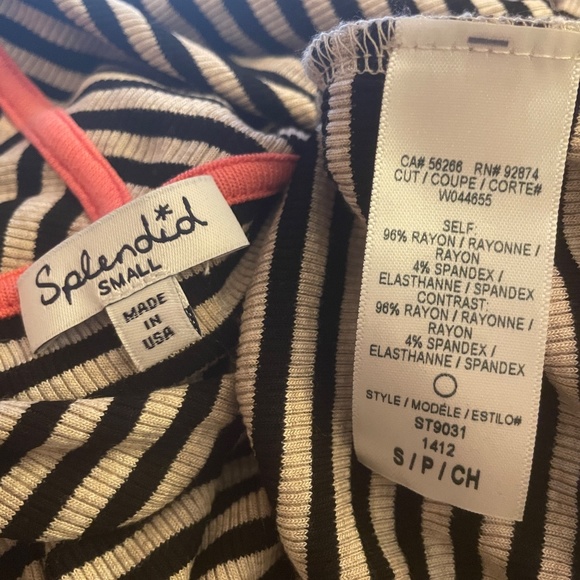 Splendid
SMALL
MADE
IN
USA
CA# 56266 RN# 92874
CUT / COUPE / CORTE#
W044655
SELF:
96% RAYON / RAYONNE /
RAYON
4% SPANDEX /
ELASTHANNE / SPANDEX
CONTRAST:
96% RAYON / RAYONNE /
RAYON
4% SPANDEX /
ELASTHANNE / SPANDEX
STYLE / MODÈLE / ESTILO#
ST9031
1412
S / P / CH